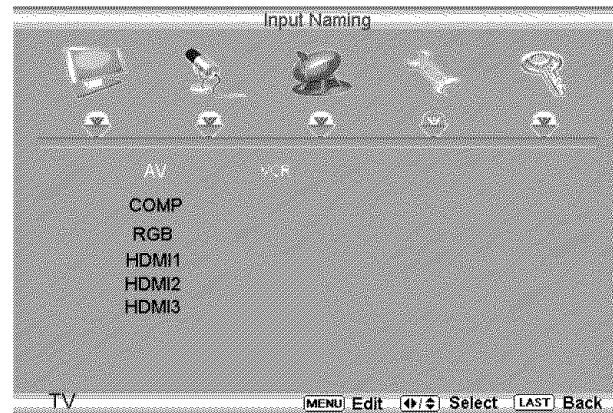 Input Naming
AV VCR
COMP
RGB
HDMI1
HDMI2
HDMI3
TV MENU Edit / Select LAST Back